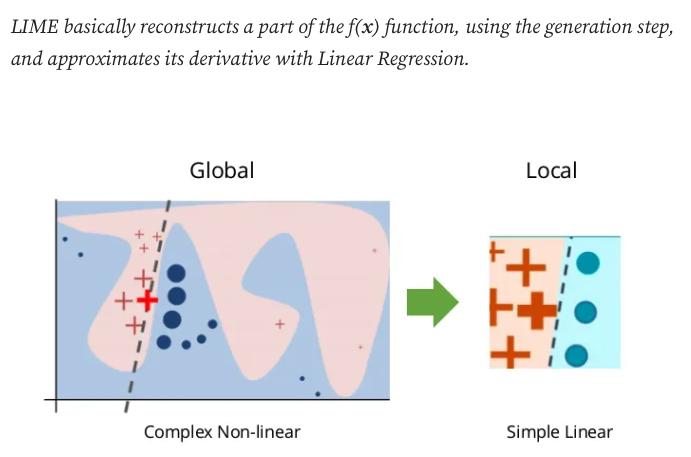 LIME basically reconstructs a part of the f(x) function, using the generation step,
and approximates its derivative with Linear Regression.
Global
Local
Complex Non-linear
Simple Linear